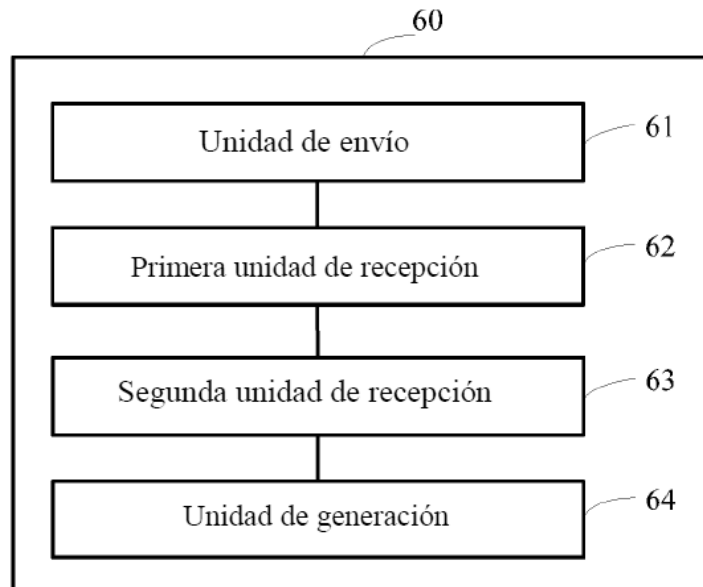 60
Unidad de envío 61
Primera unidad de recepción 62
Segunda unidad de recepción 63
Unidad de generación 64